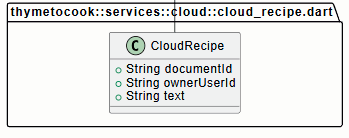 thymetocook::services::cloud::cloud_recipe.dart
C CloudRecipe
String documentId
String ownerUserId
String text